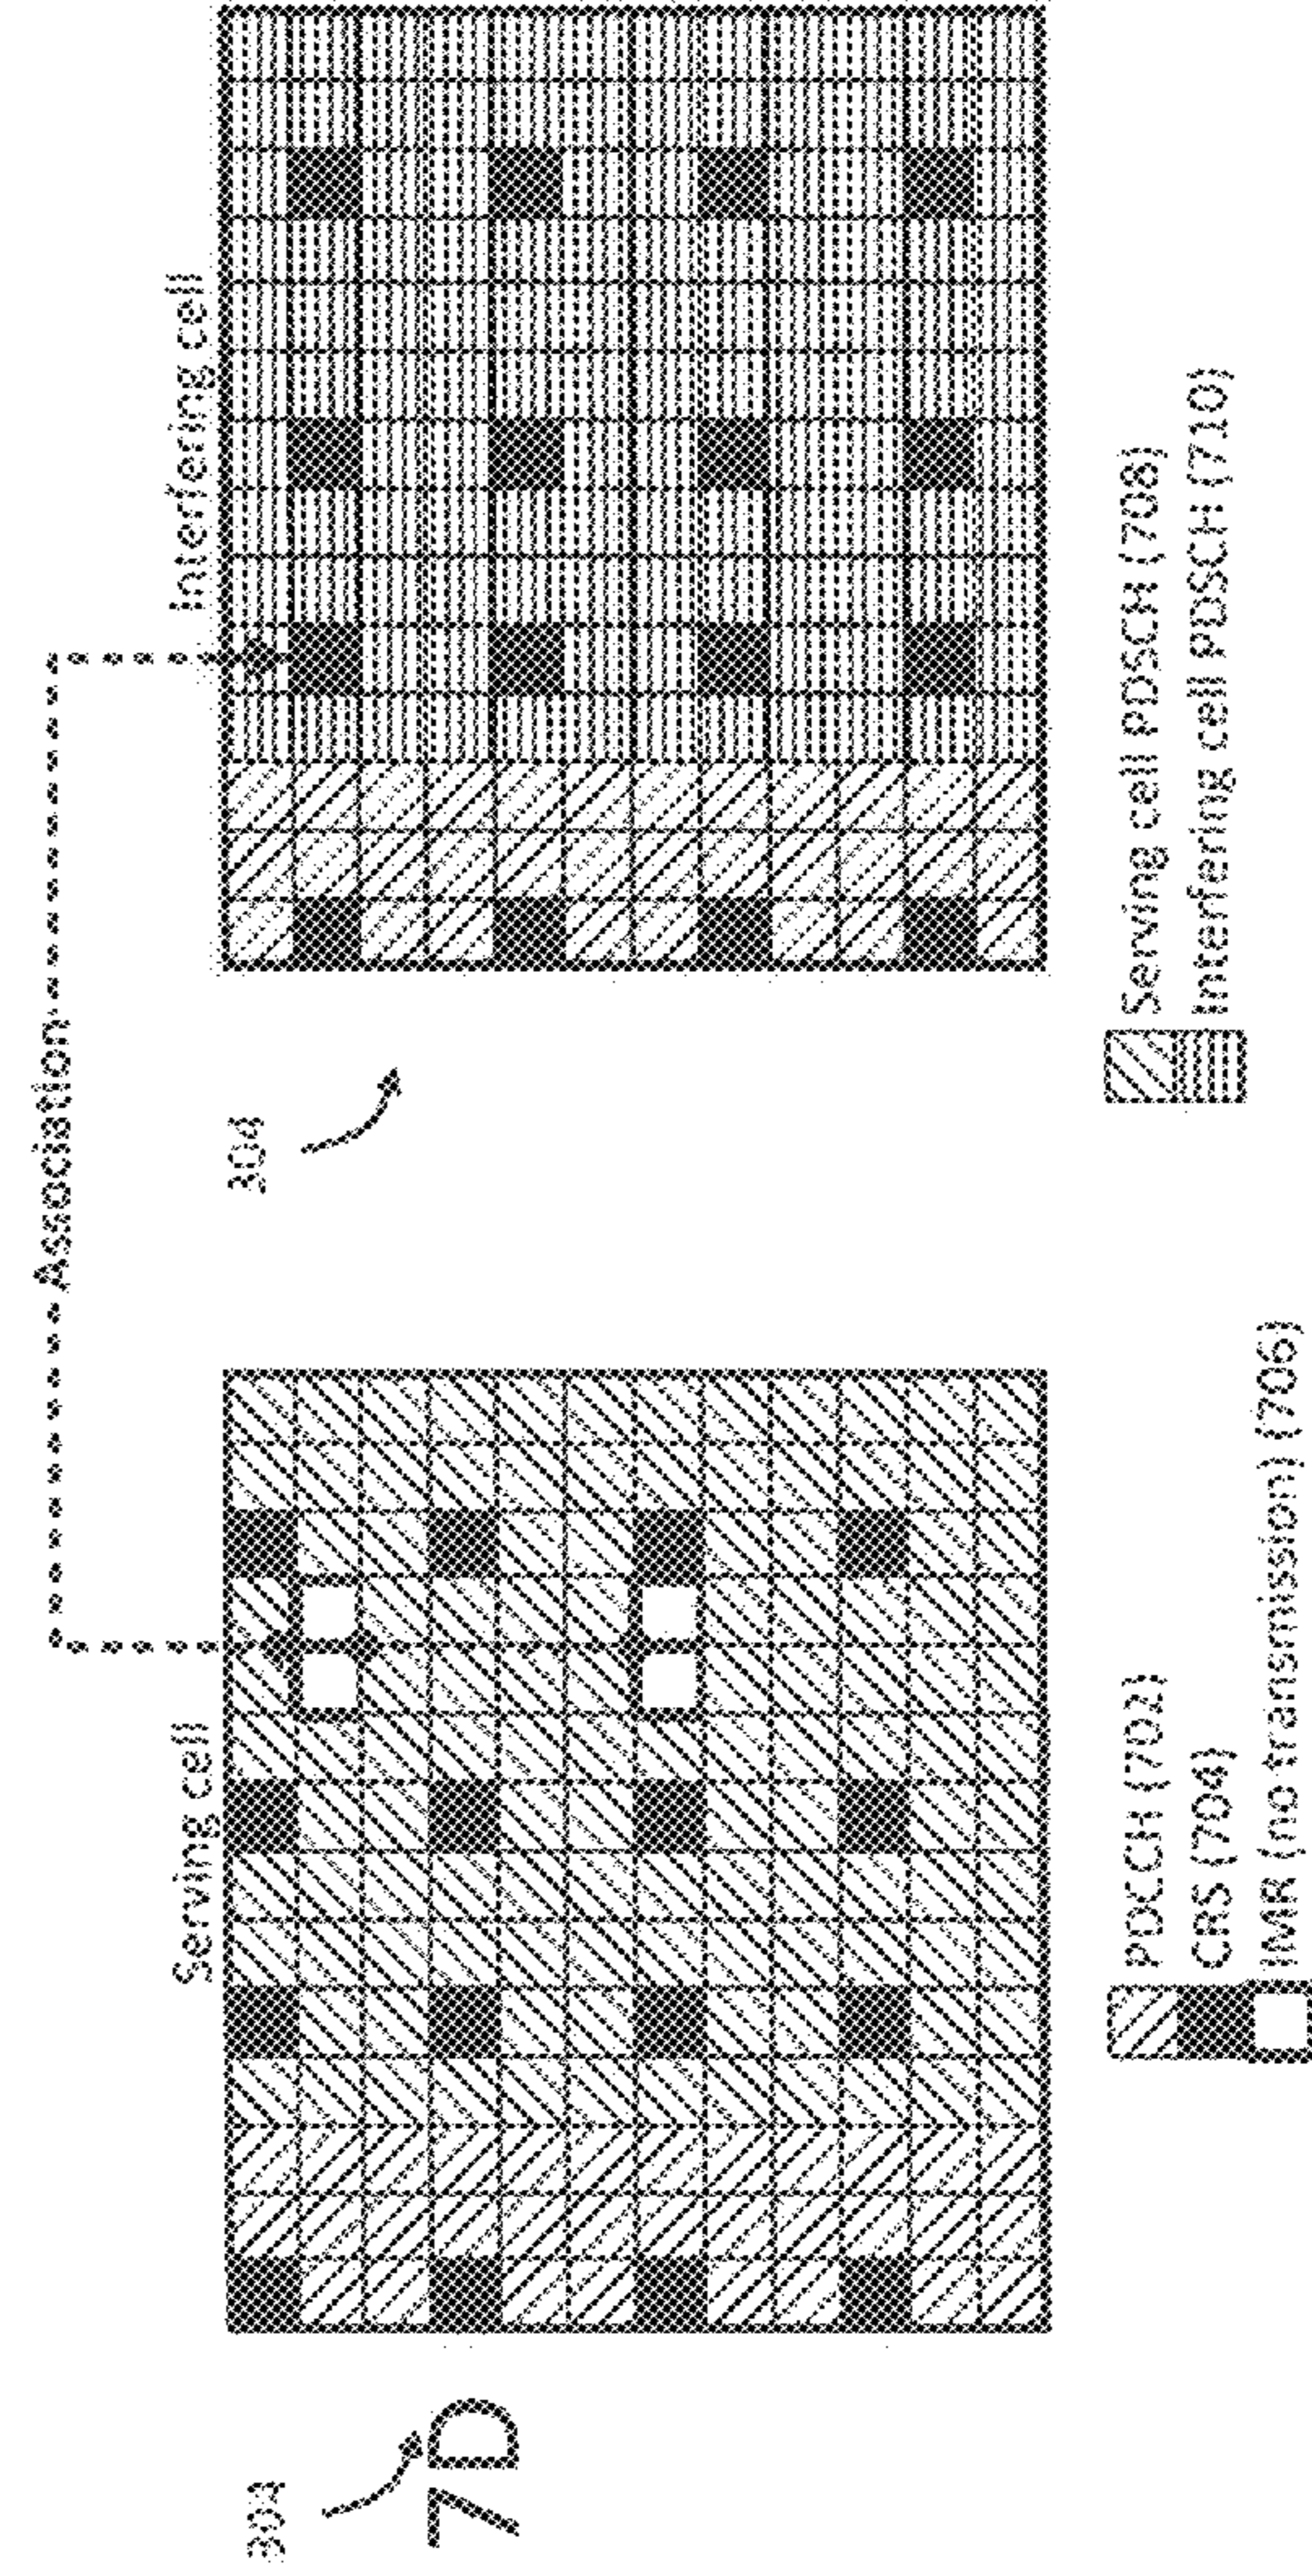 Association
Serving cell
Interfering cell
304
304
7D
PDCCH (702)
CRS (704)
IMR (no transmission) (706)
Serving cell PDSCH (708)
Interfering cell PDSCH (710)